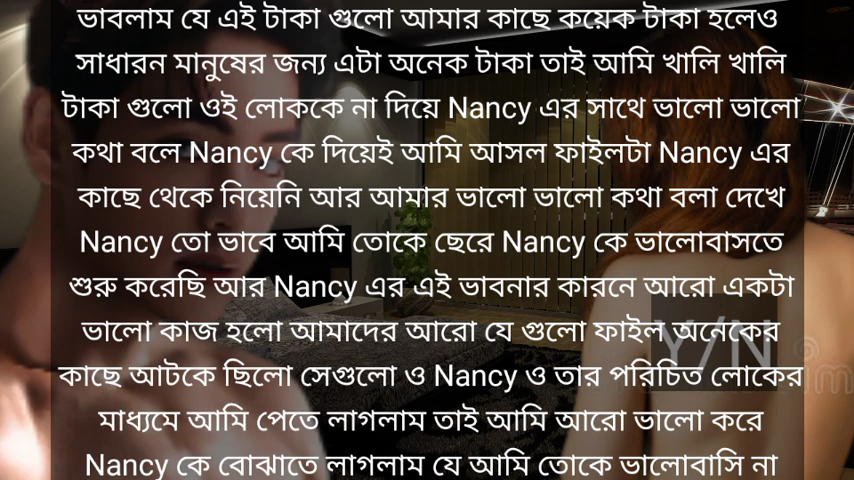 ভাবলাম যে এই টাকা গুলো আমার কাছে কয়েক টাকা হলেও
সাধারন মানুষের জন্য এটা অনেক টাকা তাই আমি খালি খালি
টাকা গুলো ওই লোককে না দিয়ে Nancy এর সাথে ভালো ভালো
কথা বলে Nancy কে দিয়েই আমি আসল ফাইলটা Nancy এর
কাছে থেকে নিয়েনি আর আমার ভালো ভালো কথা বলা দেখে
Nancy তো ভাবে আমি তোকে ছেরে Nancy কে ভালোবাসতে
শুরু করেছি আর Nancy এর এই ভাবনার কারনে আরো একটা
ভালো কাজ হলো আমাদের আরো যে গুলো ফাইল অনেকের
Y/N
কাছে আটকে ছিলো সেগুলো ও Nancy ও তার পরিচিত লোকের
মাধ্যমে আমি পেতে লাগলাম তাই আমি আরো ভালো করে
Nancy কে বোঝাতে লাগলাম যে আমি তোকে ভালোবাসি না